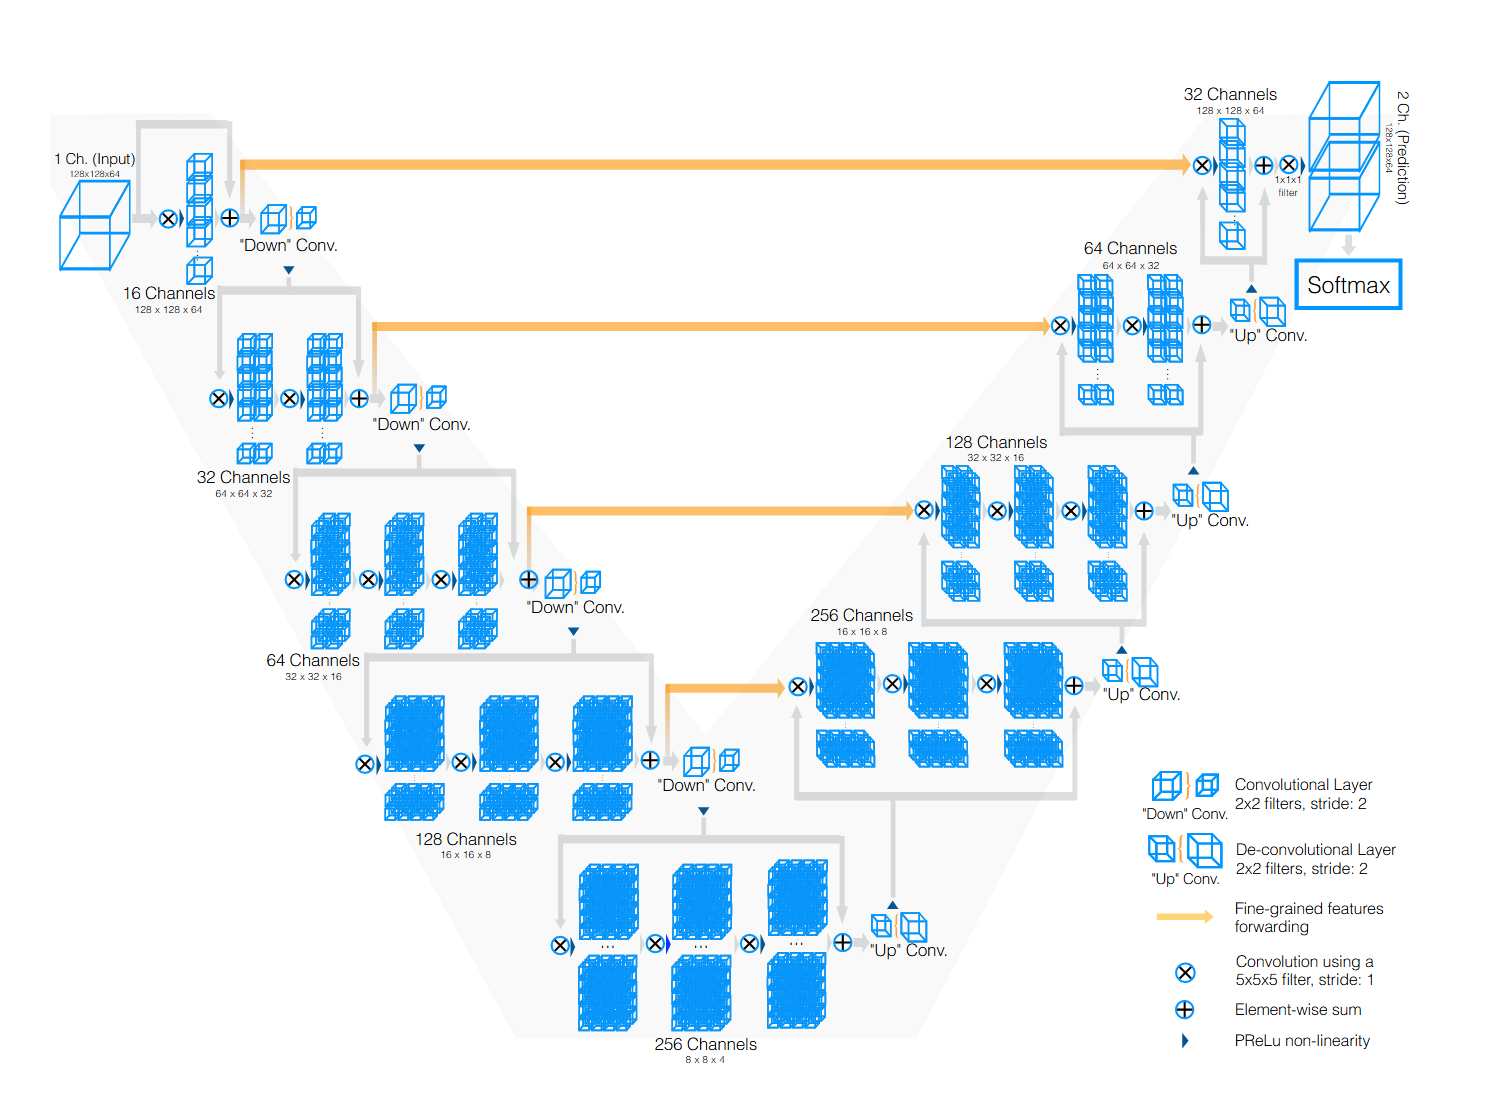 1 Ch. (Input)
128x128x64
16 Channels
128 x 128 x 64
"Down" Conv.
32 Channels
64 x 64 x 32
"Down" Conv.
64 Channels
32 x 32 x 16
"Down" Conv.
128 Channels
16 x 16 x 8
"Down" Conv.
256 Channels
8 x 8 x 4
"Up" Conv.
256 Channels
16 x 16 x 8
"Up" Conv.
128 Channels
32 x 32 x 16
"Up" Conv.
64 Channels
64 x 64 x 32
"Up" Conv.
32 Channels
128 x 128 x 64
1x1x1
filter
2 Ch. (Prediction)
128x128x64
Softmax
"Down" Conv.
Convolutional Layer
2x2 filters, stride: 2
"Up" Conv.
De-convolutional Layer
2x2 filters, stride: 2
Fine-grained features
forwarding
Convolution using a
5x5x5 filter, stride: 1
Element-wise sum
PReLu non-linearity